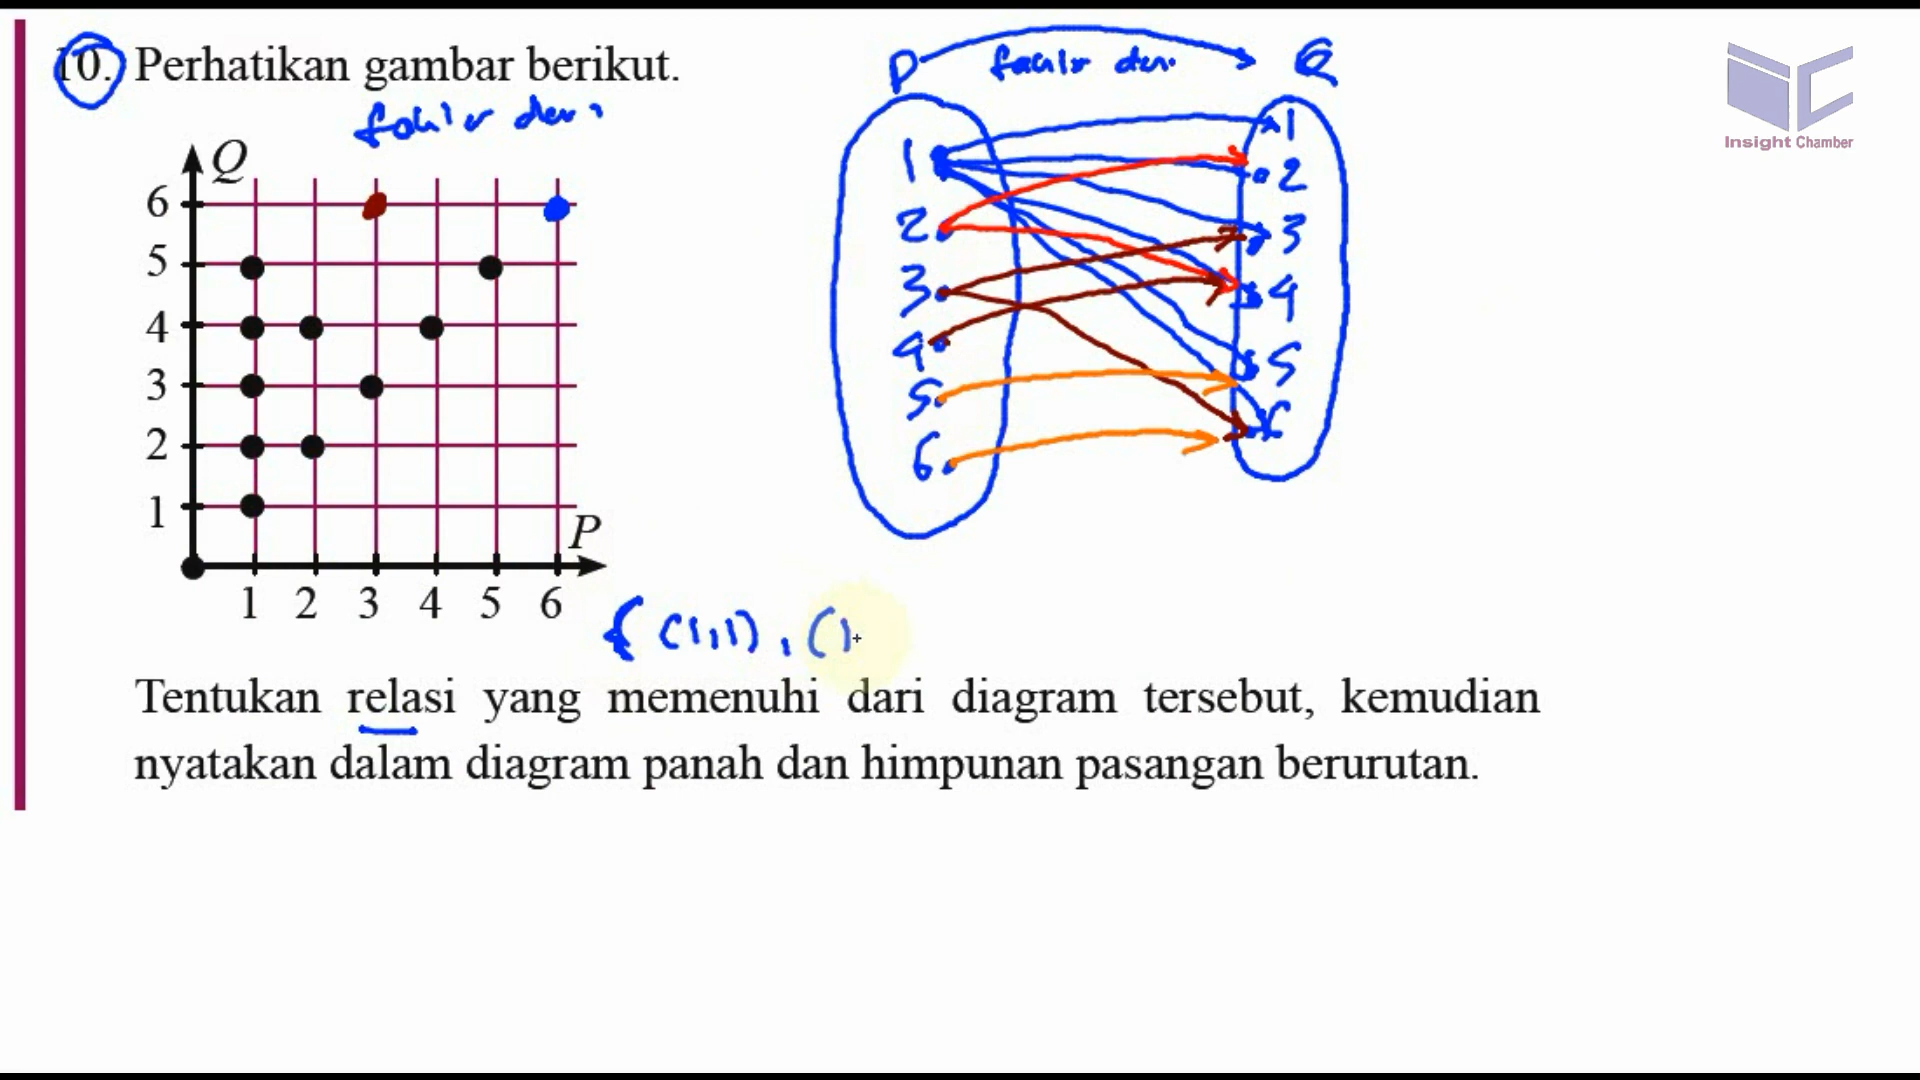 10. Perhatikan gambar berikut.
faktor dari
Q
6
5
4
3
2
1
P
1 2 3 4 5 6
P faktor dari Q
1
2
3
4
5
6
1
2
3
4
5
6
{(1,1), (1
Tentukan relasi yang memenuhi dari diagram tersebut, kemudian
nyatakan dalam diagram panah dan himpunan pasangan berurutan.
Insight Chamber